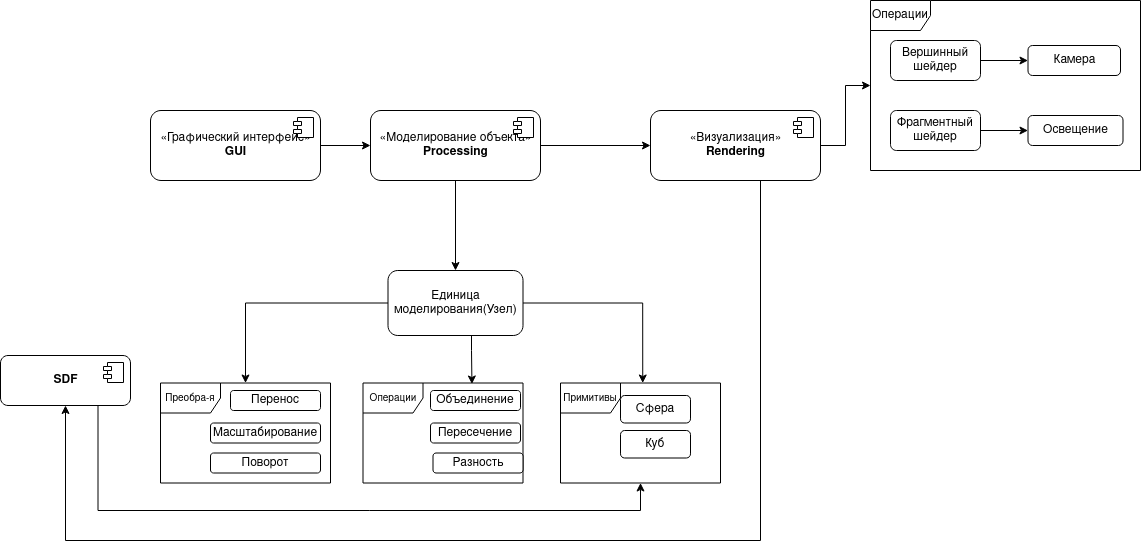 Операции
Вершинный
шейдер
Камера
Фрагментный
шейдер
Освещение
«Графический интерфейс»
GUI
«Моделирование объекта»
Processing
«Визуализация»
Rendering
Единица
моделирования(Узел)
SDF
Преобра-я
Перенос
Масштабирование
Поворот
Операции
Объединение
Пересечение
Разность
Примитивы
Сфера
Куб